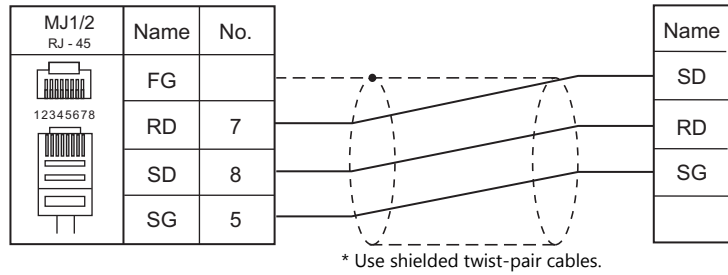 MJ1/2 Name No. Name
RJ - 45
FG SD
12345678
RD 7 RD
SD 8 SG
SG 5
* Use shielded twist-pair cables.